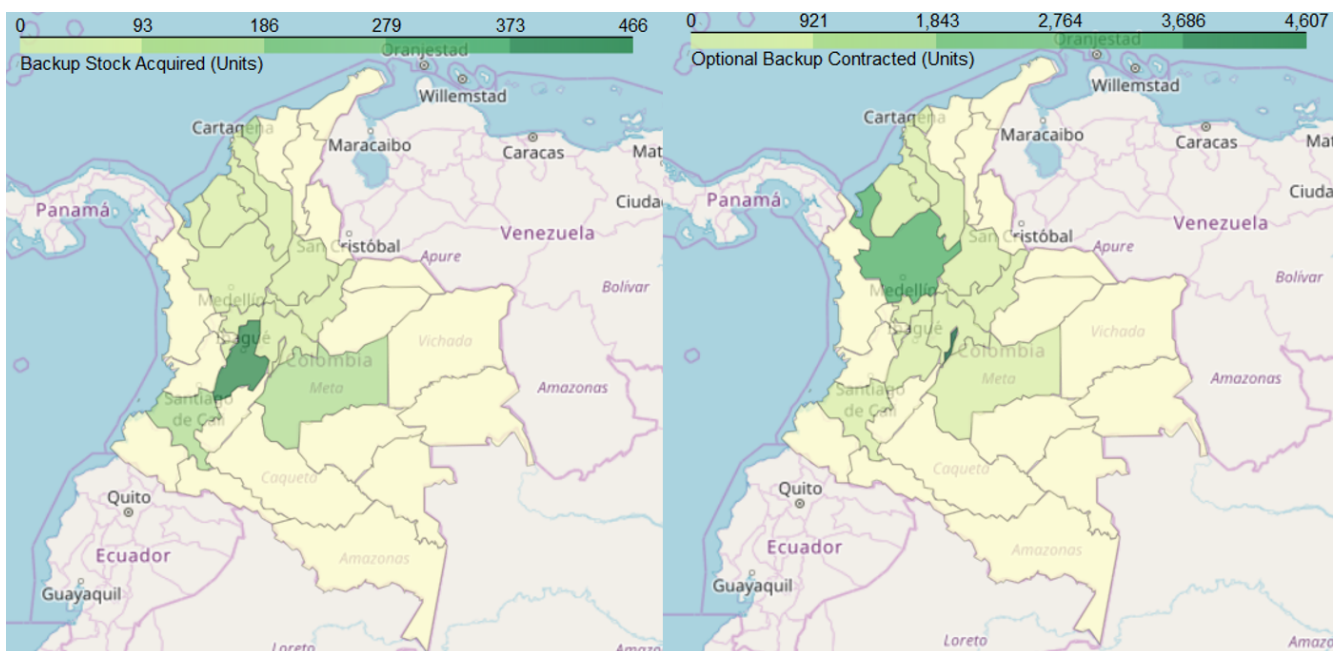 0 93 186 279 373 466
Backup Stock Acquired (Units)
Oranjestad
Willemstad
Cartagena
Maracaibo
Caracas
Mat
Panamá
Ciudad
San Cristóbal
Venezuela
Apure
Bolívar
Medellín
Vichada
Ibagué
Colombia
Meta
Amazonas
Santiago
de Cali
Caqueta
Quito
Ecuador
Amazonas
Guayaquil
Loreto
0 921 1,843 2,764 3,686 4,607
Optional Backup Contracted (Units)
Oranjestad
Willemstad
Cartagena
Maracaibo
Caracas
Mat
Panamá
Ciuda
San Cristóbal
Venezuela
Apure
Bolívar
Medellín
Vichada
Ibagué
Colombia
Meta
Amazonas
Santiago
de Cali
Caqueta
Quito
Ecuador
Amazonas
Guayaquil
Loreto
Amazo